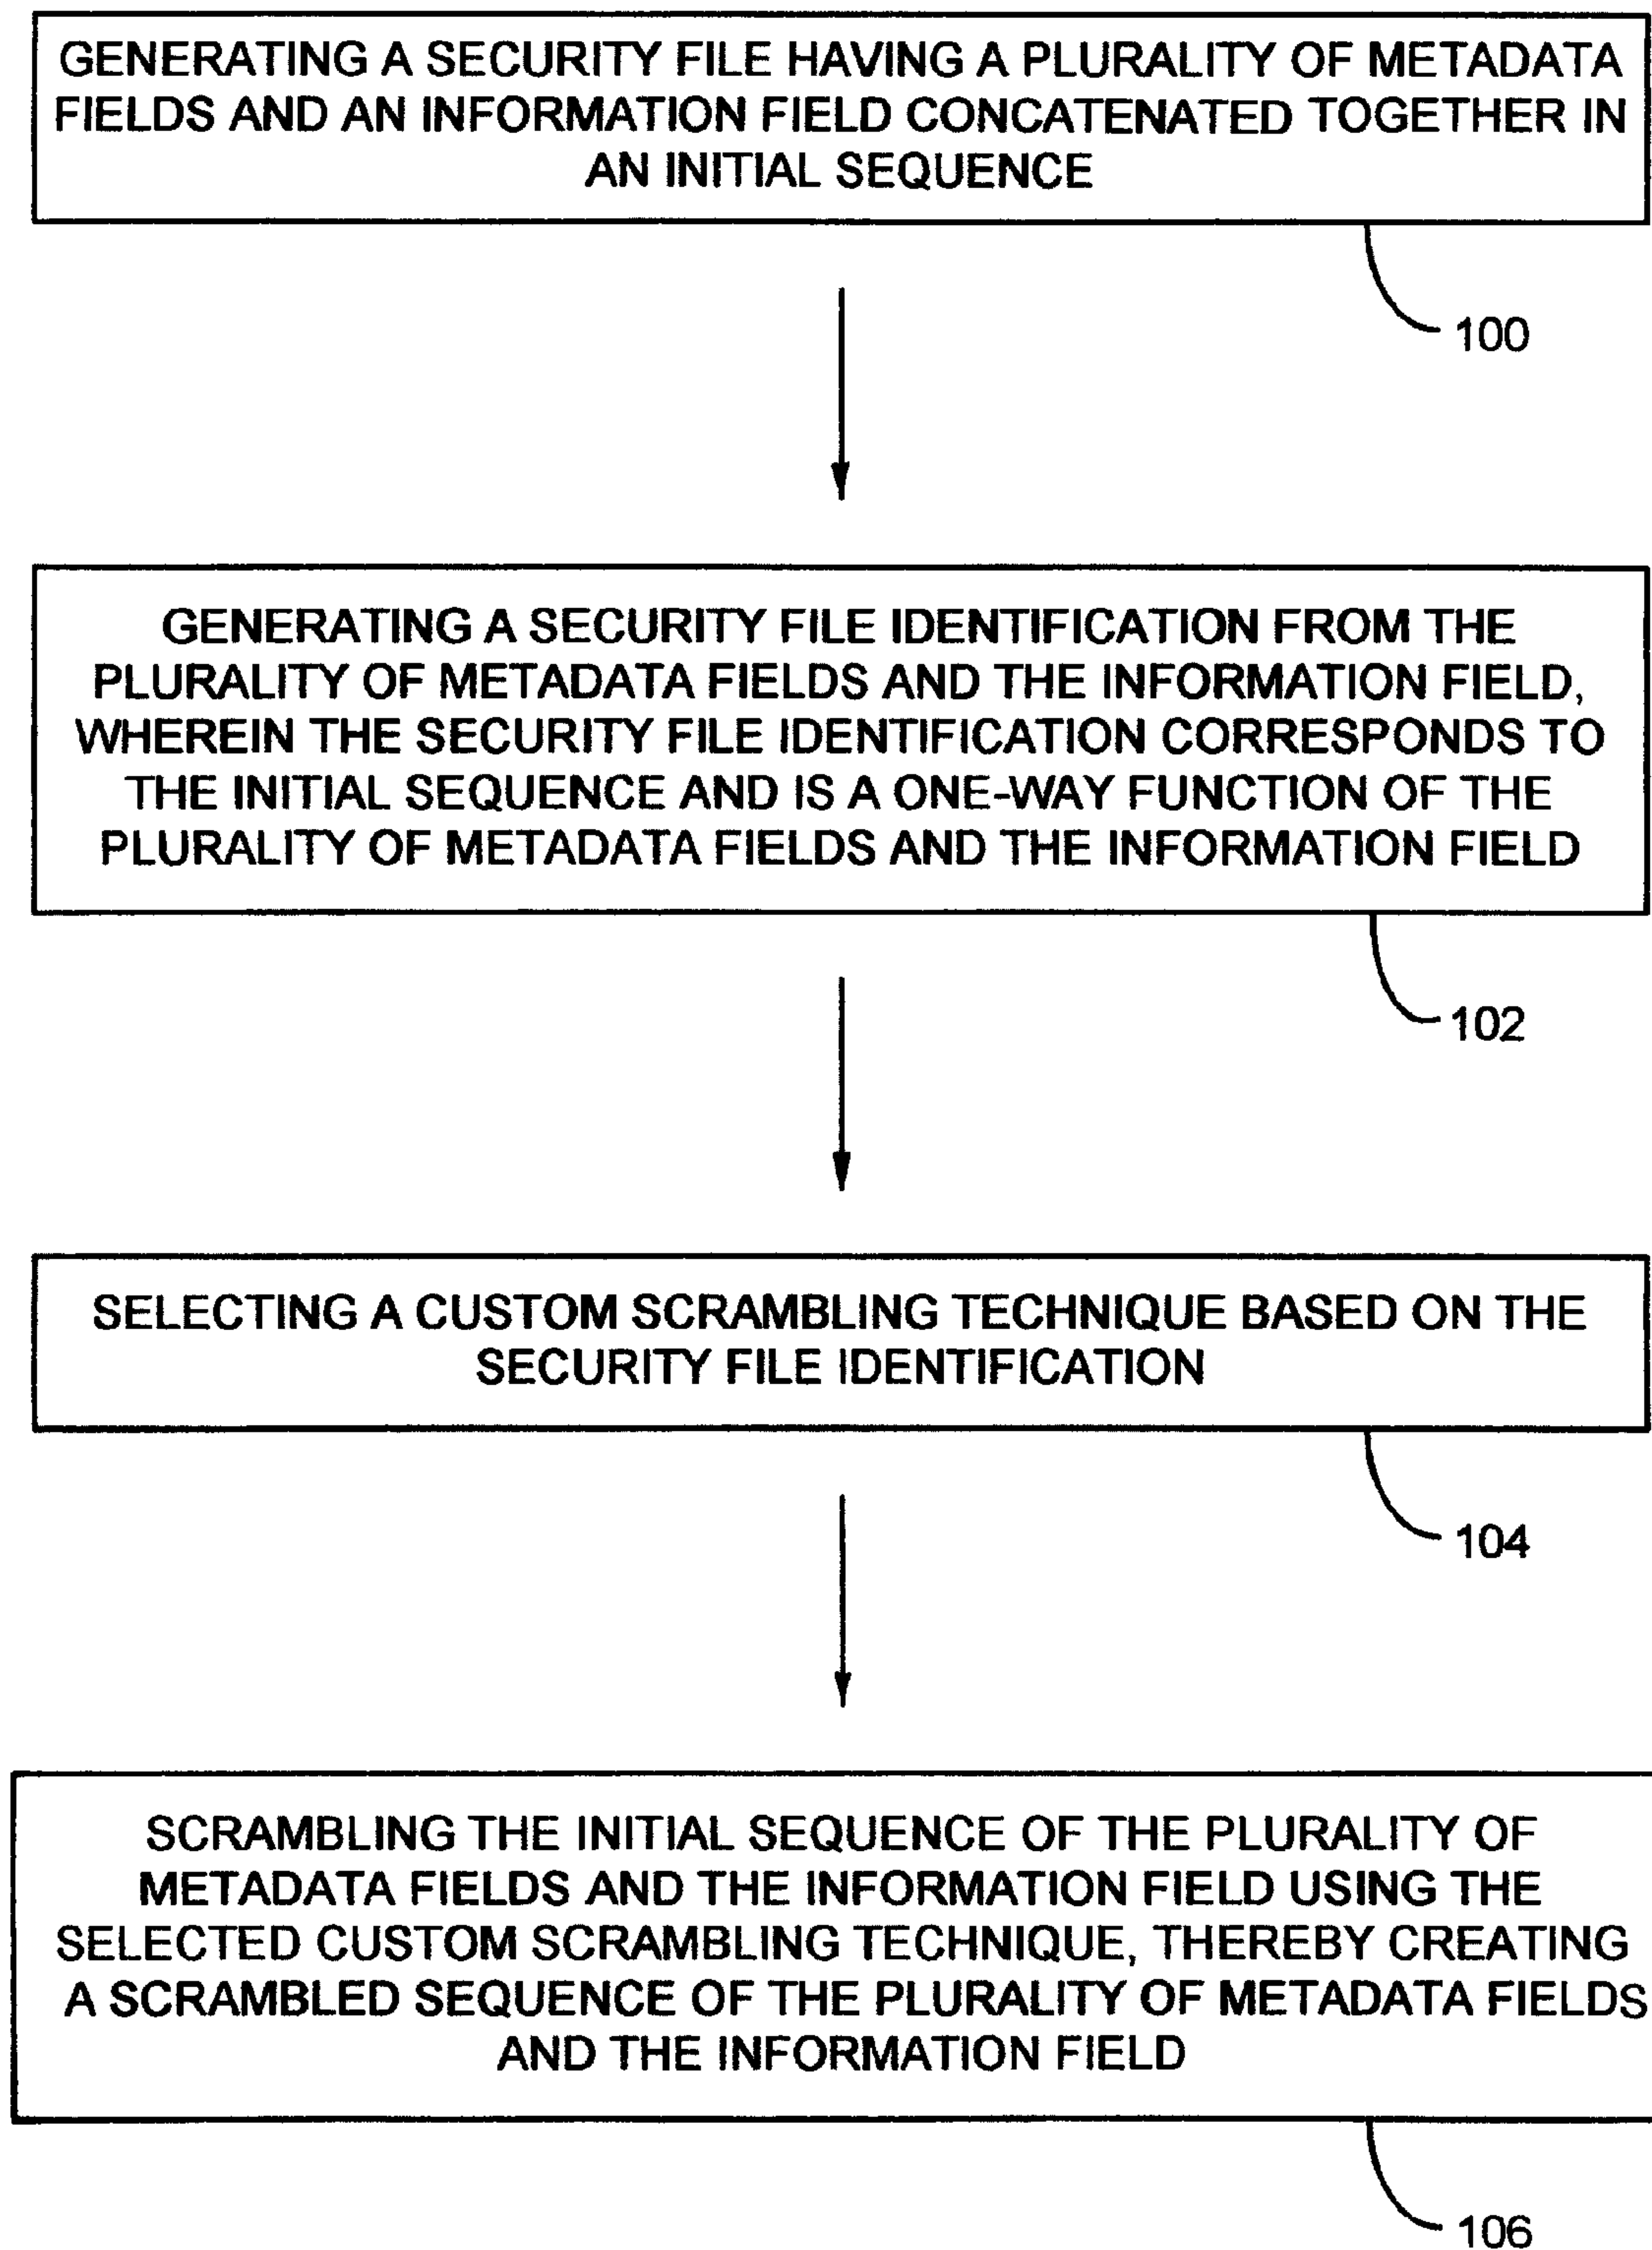 GENERATING A SECURITY FILE HAVING A PLURALITY OF METADATA
FIELDS AND AN INFORMATION FIELD CONCATENATED TOGETHER IN
AN INITIAL SEQUENCE
100
GENERATING A SECURITY FILE IDENTIFICATION FROM THE
PLURALITY OF METADATA FIELDS AND THE INFORMATION FIELD,
WHEREIN THE SECURITY FILE IDENTIFICATION CORRESPONDS TO
THE INITIAL SEQUENCE AND IS A ONE-WAY FUNCTION OF THE
PLURALITY OF METADATA FIELDS AND THE INFORMATION FIELD
102
SELECTING A CUSTOM SCRAMBLING TECHNIQUE BASED ON THE
SECURITY FILE IDENTIFICATION
104
SCRAMBLING THE INITIAL SEQUENCE OF THE PLURALITY OF
METADATA FIELDS AND THE INFORMATION FIELD USING THE
SELECTED CUSTOM SCRAMBLING TECHNIQUE, THEREBY CREATING
A SCRAMBLED SEQUENCE OF THE PLURALITY OF METADATA FIELDS
AND THE INFORMATION FIELD
106